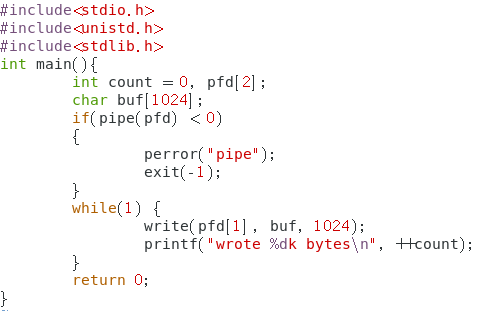 #include<stdio.h>
#include<unistd.h>
#include<stdlib.h>
int main(){
        int count = 0, pfd[2];
        char buf[1024];
        if(pipe(pfd) < 0)
        {
                perror("pipe");
                exit(-1);
        }
        while(1) {
                write(pfd[1], buf, 1024);
                printf("wrote %dk bytes\n", ++count);
        }
        return 0;
}